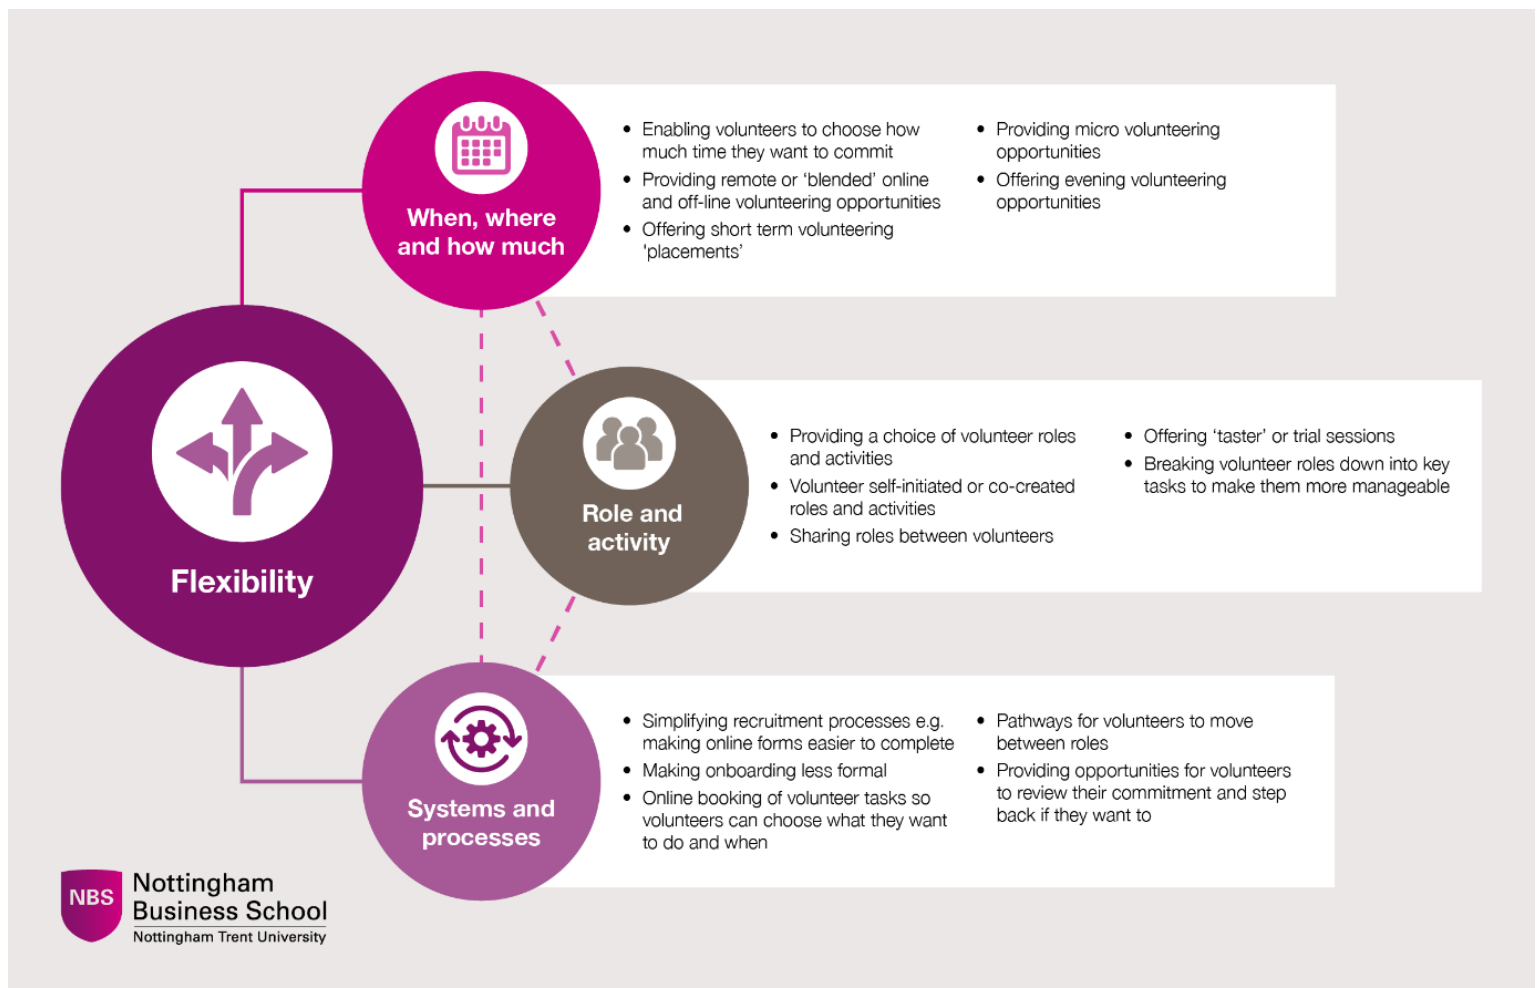 When, where
and how much
• Enabling volunteers to choose how
much time they want to commit
• Providing remote or ‘blended’ online
and off-line volunteering opportunities
• Offering short term volunteering
'placements’
• Providing micro volunteering
opportunities
• Offering evening volunteering
opportunities
Flexibility
Role and
activity
• Providing a choice of volunteer roles
and activities
• Volunteer self-initiated or co-created
roles and activities
• Sharing roles between volunteers
• Offering ‘taster’ or trial sessions
• Breaking volunteer roles down into key
tasks to make them more manageable
Systems and
processes
• Simplifying recruitment processes e.g.
making online forms easier to complete
• Making onboarding less formal
• Online booking of volunteer tasks so
volunteers can choose what they want
to do and when
• Pathways for volunteers to move
between roles
• Providing opportunities for volunteers
to review their commitment and step
back if they want to
NBS
Nottingham
Business School
Nottingham Trent University